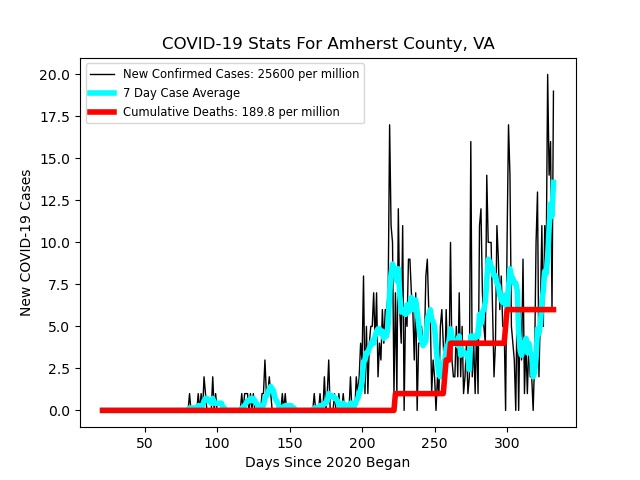 COVID-19 Stats For Amherst County, VA
New Confirmed Cases: 25600 per million
7 Day Case Average
Cumulative Deaths: 189.8 per million
New COVID-19 Cases
20.0
17.5
15.0
12.5
10.0
7.5
5.0
2.5
0.0
50 100 150 200 250 300
Days Since 2020 Began